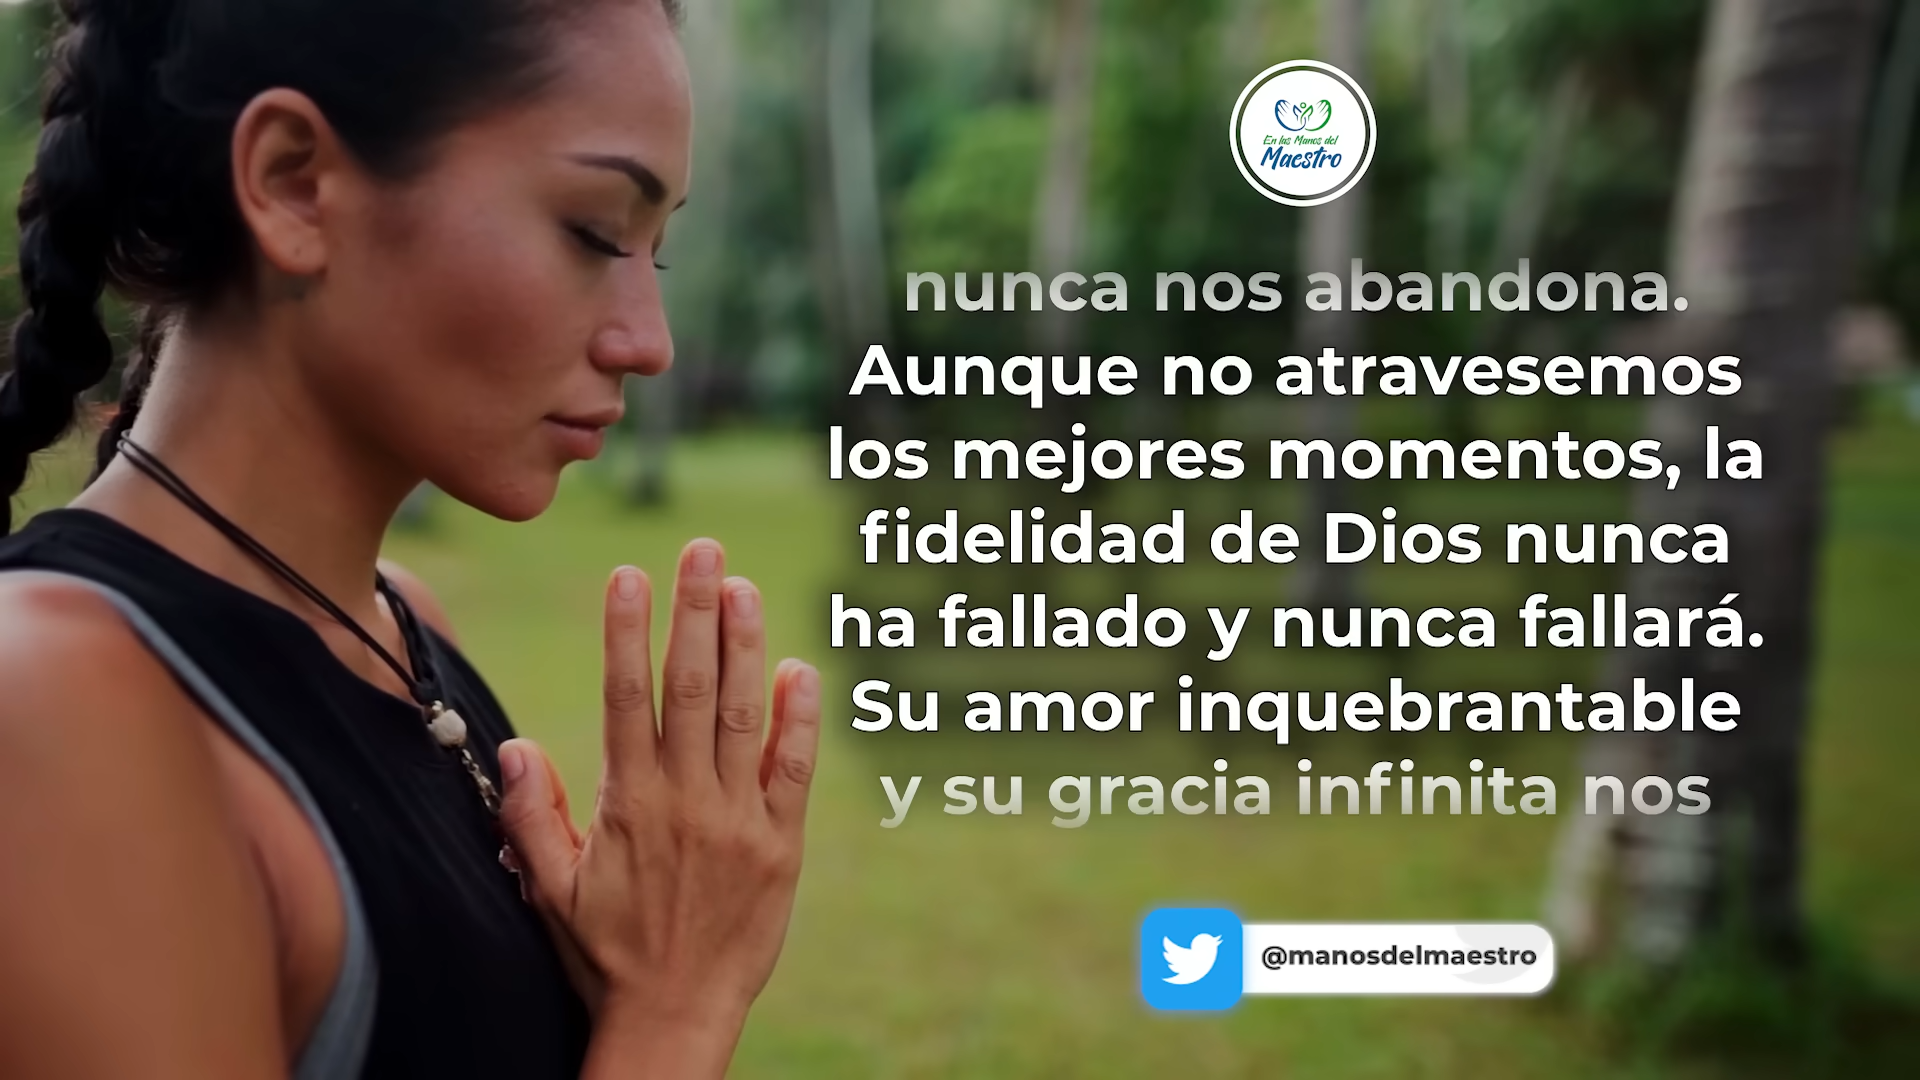 En las Manos del
Maestro
nunca nos abandona.
Aunque no atravesemos
los mejores momentos, la
fidelidad de Dios nunca
ha fallado y nunca fallará.
Su amor inquebrantable
y su gracia infinita nos
@manosdelmaestro